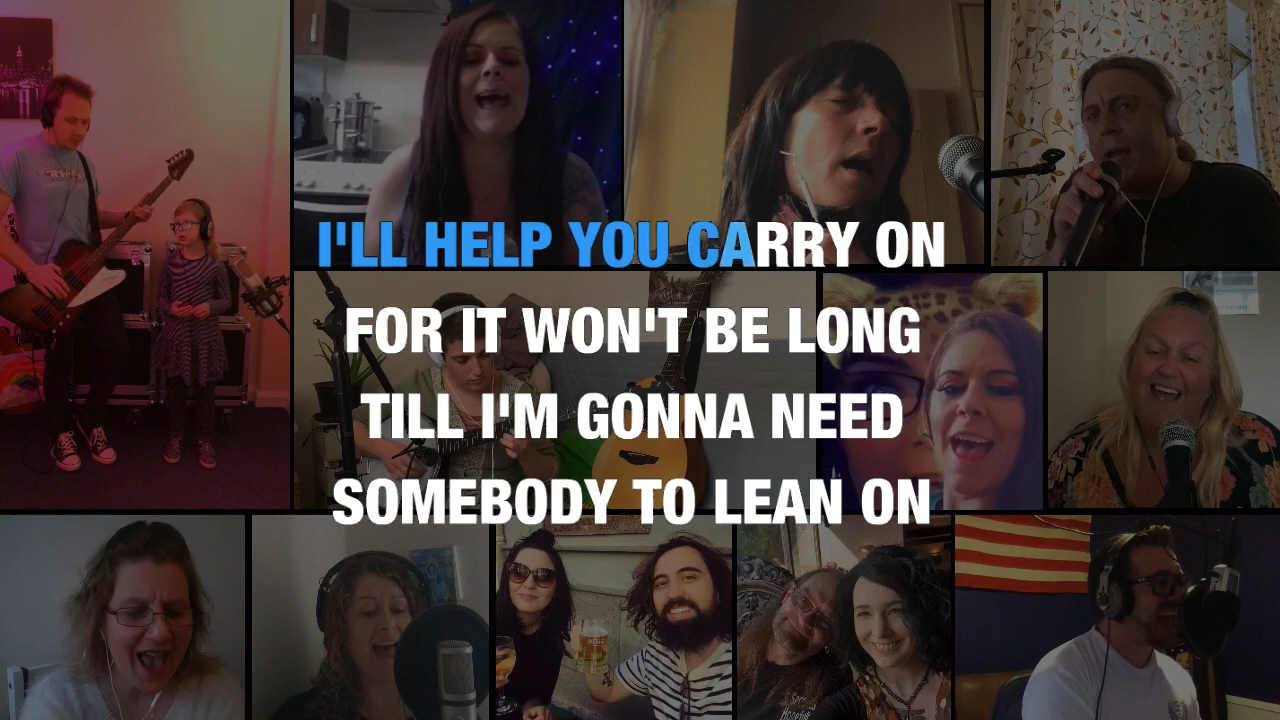 I'LL HELP YOU CARRY ON
FOR IT WON'T BE LONG
TILL I'M GONNA NEED
SOMEBODY TO LEAN ON